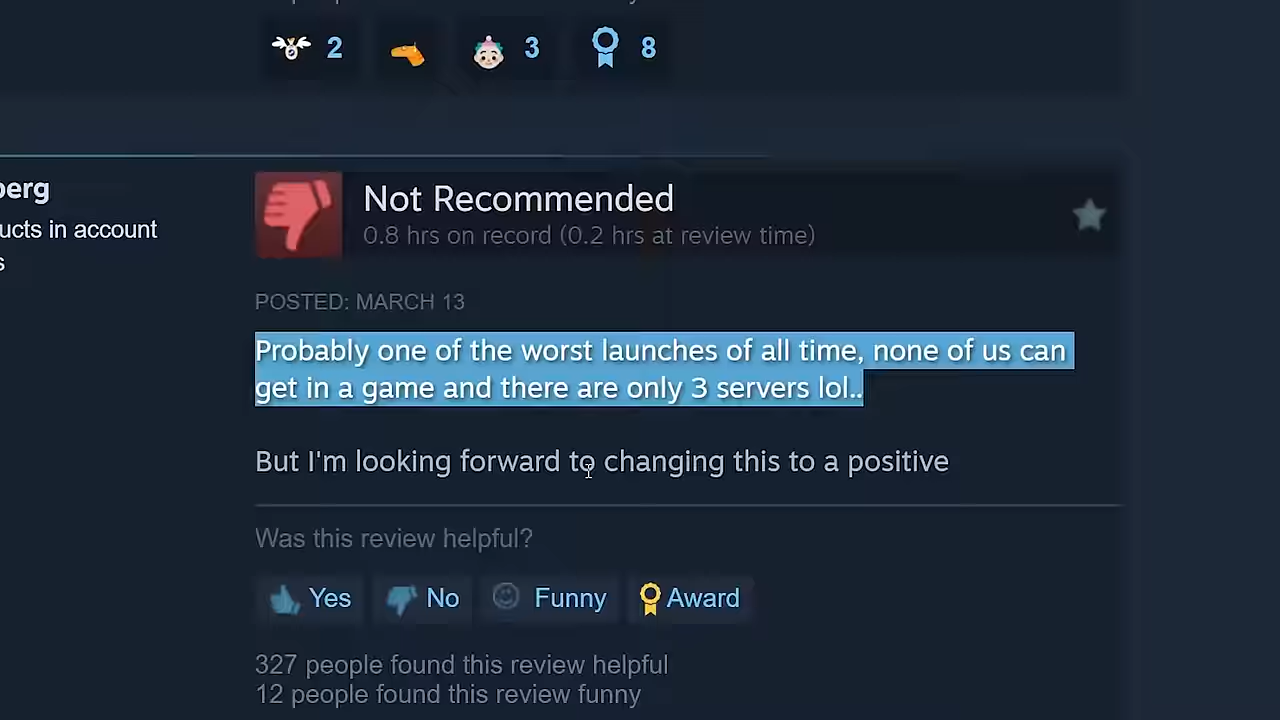 2
3
8
berg
Not Recommended
ucts in account
0.8 hrs on record (0.2 hrs at review time)
s
POSTED: MARCH 13
Probably one of the worst launches of all time, none of us can
get in a game and there are only 3 servers lol..
But I'm looking forward to changing this to a positive
Was this review helpful?
Yes
No
Funny
Award
327 people found this review helpful
12 people found this review funny